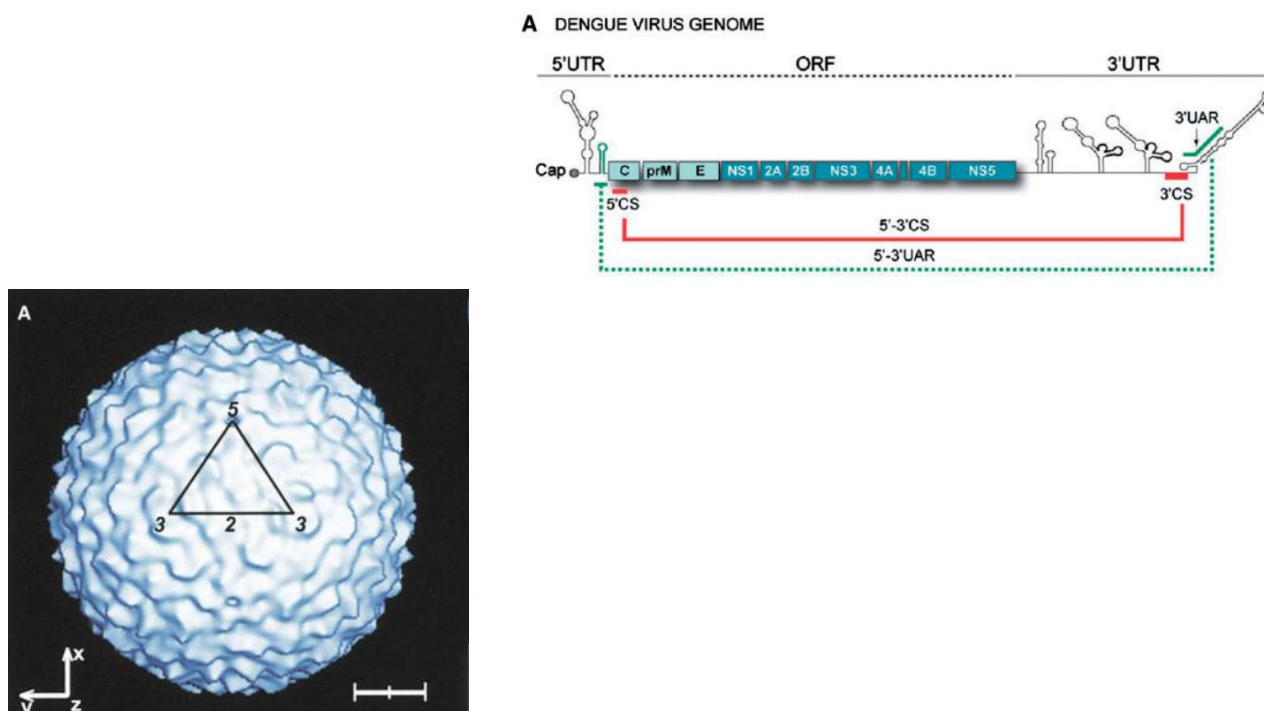 A DENGUE VIRUS GENOME
5'UTR ORF 3'UTR
3'UAR
Cap C prM E NS1 2A 2B NS3 4A 4B NS5
5'CS 3'CS
5'-3'CS
5'-3'UAR
A
5
3 2 3
x
y z